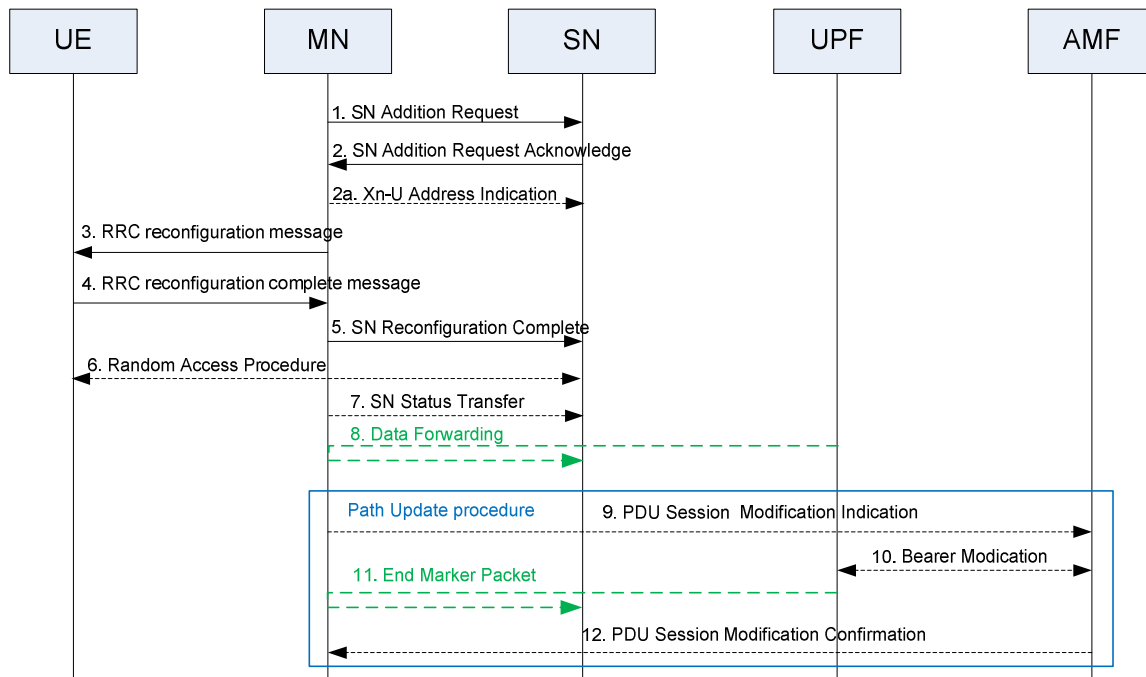 UE
MN
SN
UPF
AMF
1. SN Addition Request
2. SN Addition Request Acknowledge
2a. Xn-U Address Indication
3. RRC reconfiguration message
4. RRC reconfiguration complete message
5. SN Reconfiguration Complete
6. Random Access Procedure
7. SN Status Transfer
8. Data Forwarding
Path Update procedure
9. PDU Session Modification Indication
10. Bearer Modication
11. End Marker Packet
12. PDU Session Modification Confirmation